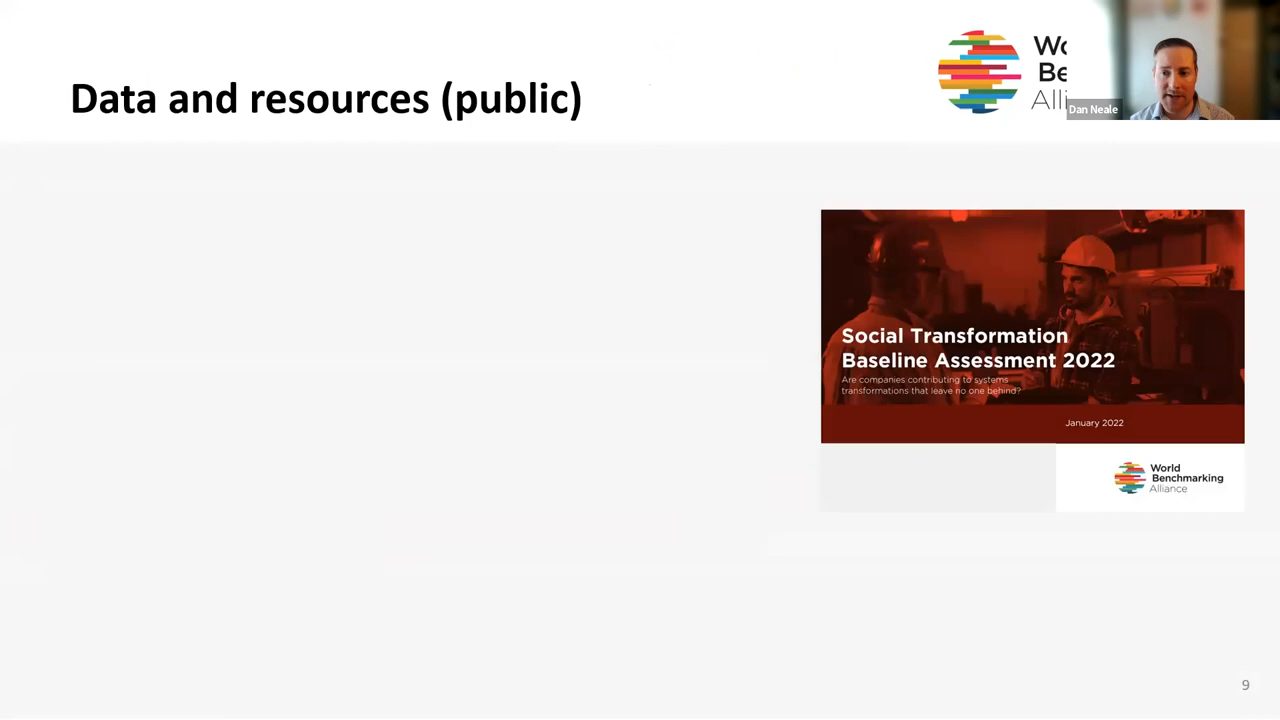 Data and resources (public)
Wo
Be
Alli
Dan Neale
Social Transformation
Baseline Assessment 2022
Are companies contributing to systems
transformations that leave no one behind?
January 2022
World
Benchmarking
Alliance
9